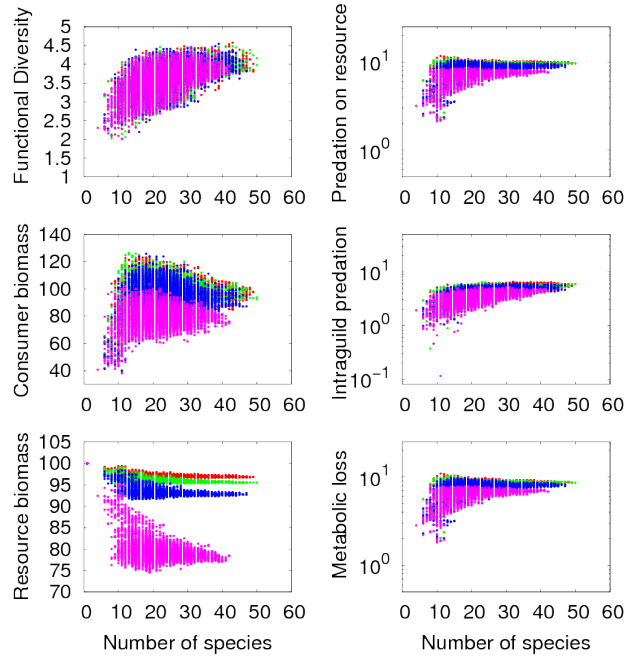 Functional Diversity
5
4.5
4
3.5
3
2.5
2
1.5
1
0 10 20 30 40 50 60
Predation on resource
10^1
10^0
0 10 20 30 40 50 60
Consumer biomass
140
120
100
80
60
40
0 10 20 30 40 50 60
Intraguild predation
10^1
10^0
10^-1
0 10 20 30 40 50 60
Resource biomass
105
100
95
90
85
80
75
70
0 10 20 30 40 50 60
Number of species
Metabolic loss
10^1
10^0
0 10 20 30 40 50 60
Number of species